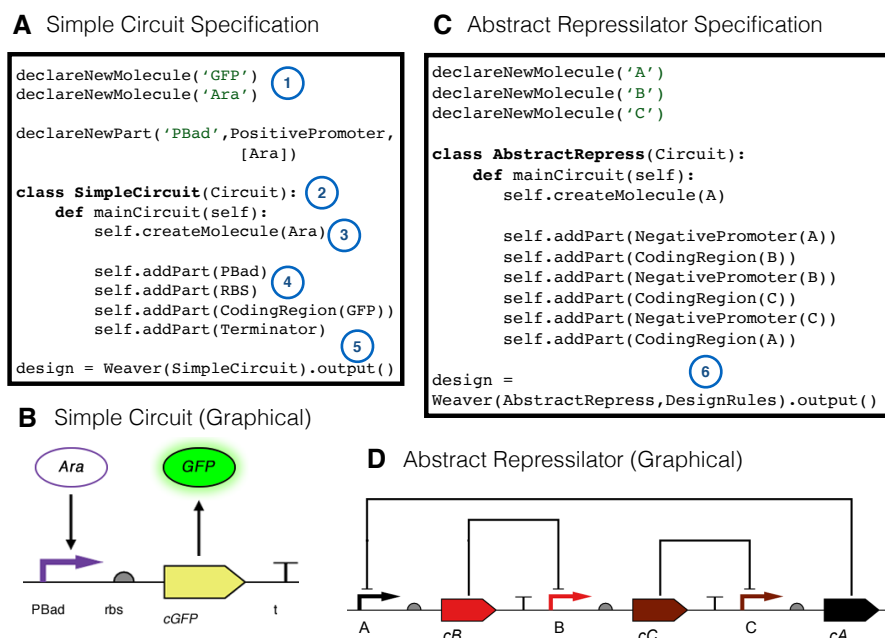 A Simple Circuit Specification
declareNewMolecule('GFP')
declareNewMolecule('Ara')
1
declareNewPart('PBad',PositivePromoter,
[Ara])
class SimpleCircuit(Circuit): 2
def mainCircuit(self):
self.createMolecule(Ara) 3
self.addPart(PBad)
self.addPart(RBS) 4
self.addPart(CodingRegion(GFP))
self.addPart(Terminator)
5
design = Weaver(SimpleCircuit).output()
C Abstract Repressilator Specification
declareNewMolecule('A')
declareNewMolecule('B')
declareNewMolecule('C')
class AbstractRepress(Circuit):
def mainCircuit(self):
self.createMolecule(A)
self.addPart(NegativePromoter(A))
self.addPart(CodingRegion(B))
self.addPart(NegativePromoter(B))
self.addPart(CodingRegion(C))
self.addPart(NegativePromoter(C))
self.addPart(CodingRegion(A))
6
design =
Weaver(AbstractRepress,DesignRules).output()
B Simple Circuit (Graphical)
Ara GFP
PBad rbs cGFP t
D Abstract Repressilator (Graphical)
A cB B cC C cA